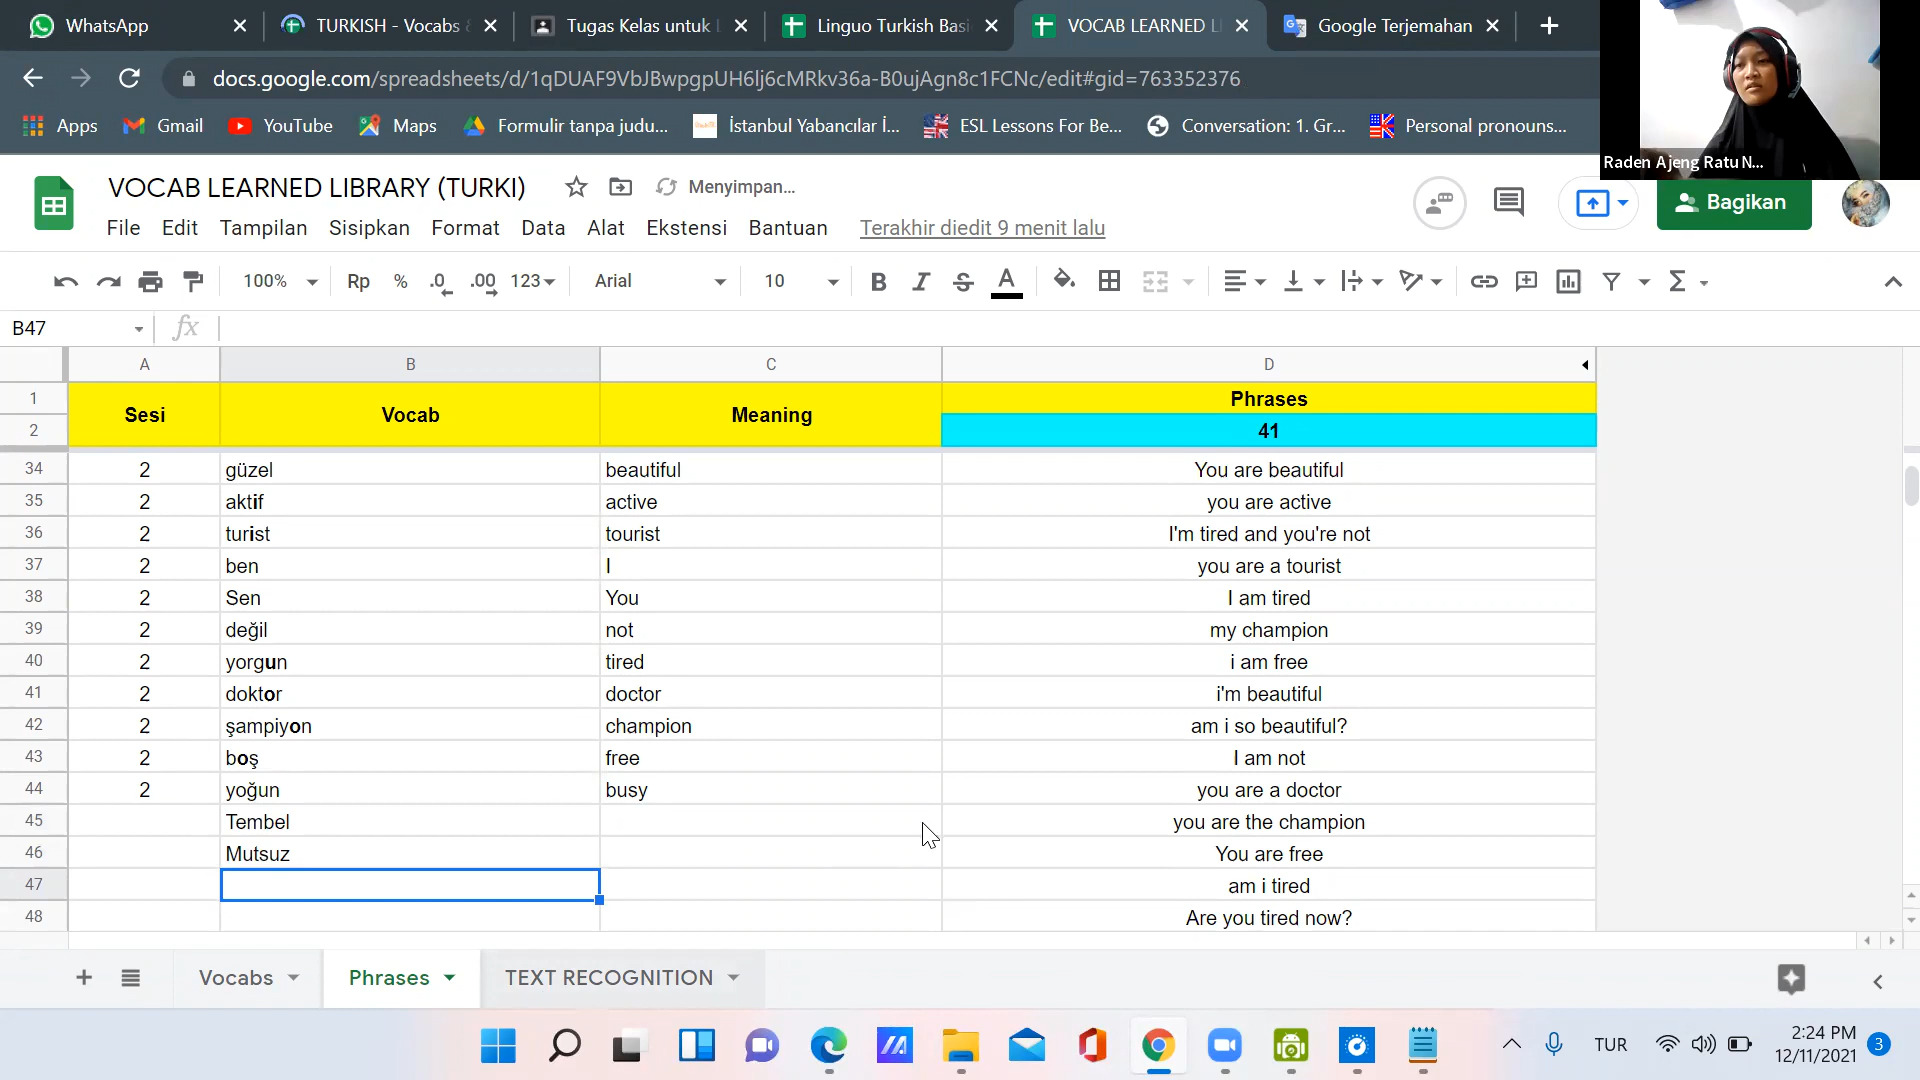 WhatsApp
TURKISH - Vocabs
Tugas Kelas untuk
Linguo Turkish Basi
VOCAB LEARNED LI
Google Terjemahan
docs.google.com/spreadsheets/d/1qDUAF9VbJBwpgpUH6lj6cMRkv36a-B0ujAgn8c1FCNc/edit#gid=763352376
Apps
Gmail
YouTube
Maps
Formulir tanpa judu...
İstanbul Yabancılar İ...
ESL Lessons For Be...
Conversation: 1. Gr...
Personal pronouns...
Raden Ajeng Ratu N...
VOCAB LEARNED LIBRARY (TURKI)
Menyimpan...
Bagikan
File Edit Tampilan Sisipkan Format Data Alat Ekstensi Bantuan Terakhir diedit 9 menit lalu
100% Rp % .0 .00 123 Arial 10 B I S A
B47 fx
A B C D
1 Sesi Vocab Meaning Phrases
2 41
34 2 güzel beautiful You are beautiful
35 2 aktif active you are active
36 2 turist tourist I'm tired and you're not
37 2 ben I you are a tourist
38 2 Sen You I am tired
39 2 değil not my champion
40 2 yorgun tired i am free
41 2 doktor doctor i'm beautiful
42 2 şampiyon champion am i so beautiful?
43 2 boş free I am not
44 2 yoğun busy you are a doctor
45 Tembel you are the champion
46 Mutsuz You are free
47 am i tired
48 Are you tired now?
Vocabs Phrases TEXT RECOGNITION
TUR
2:24 PM
12/11/2021
3